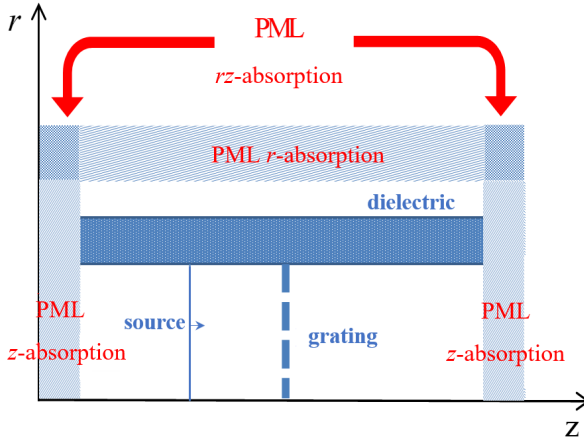 r
PML
rz-absorption
PML r-absorption
dielectric
source
grating
PML
z-absorption
PML
z-absorption
z